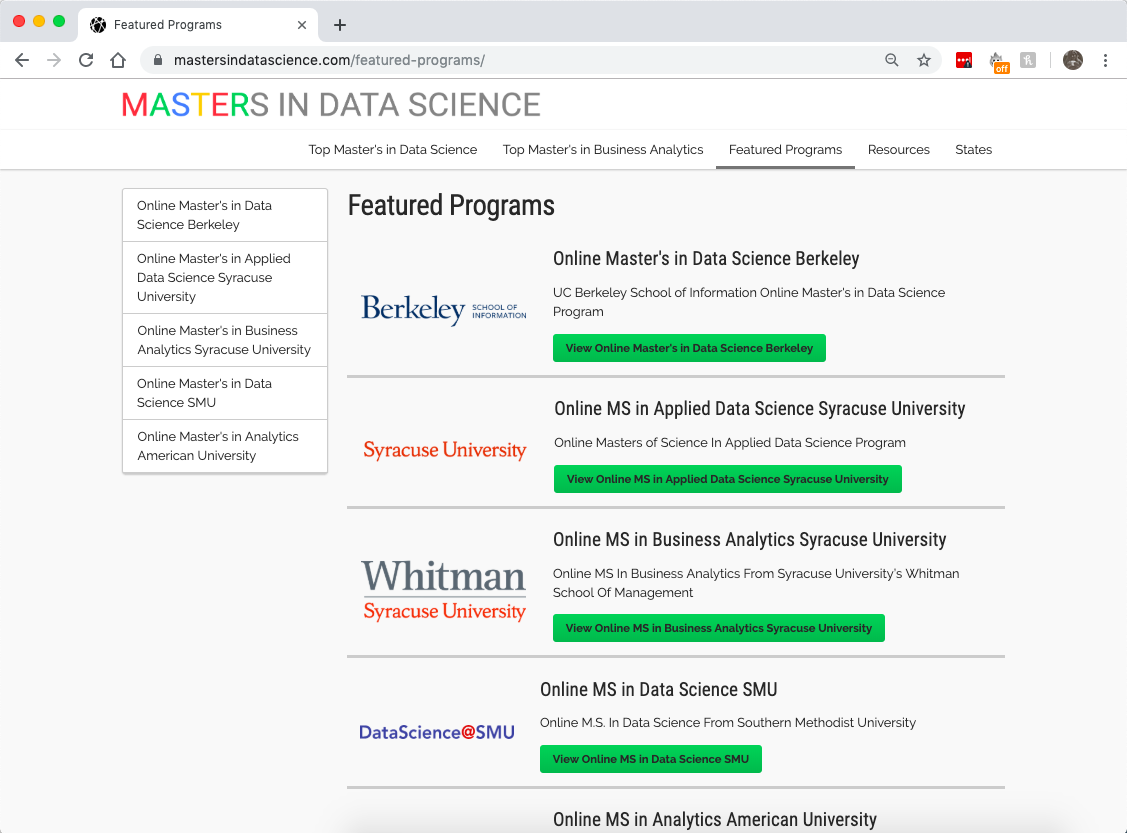 Featured Programs
mastersindatascience.com/featured-programs/
off
MASTERS IN DATA SCIENCE
Top Master's in Data Science Top Master's in Business Analytics Featured Programs Resources States
Online Master's in Data
Science Berkeley
Online Master's in Applied
Data Science Syracuse
University
Online Master's in Business
Analytics Syracuse University
Online Master's in Data
Science SMU
Online Master's in Analytics
American University
Featured Programs
Berkeley SCHOOL OF
INFORMATION
Online Master's in Data Science Berkeley
UC Berkeley School of Information Online Master's in Data Science
Program
View Online Master's in Data Science Berkeley
Syracuse University
Online MS in Applied Data Science Syracuse University
Online Masters of Science In Applied Data Science Program
View Online MS in Applied Data Science Syracuse University
Whitman
Syracuse University
Online MS in Business Analytics Syracuse University
Online MS In Business Analytics From Syracuse University's Whitman
School Of Management
View Online MS in Business Analytics Syracuse University
DataScience@SMU
Online MS in Data Science SMU
Online M.S. In Data Science From Southern Methodist University
View Online MS in Data Science SMU
Online MS in Analytics American University